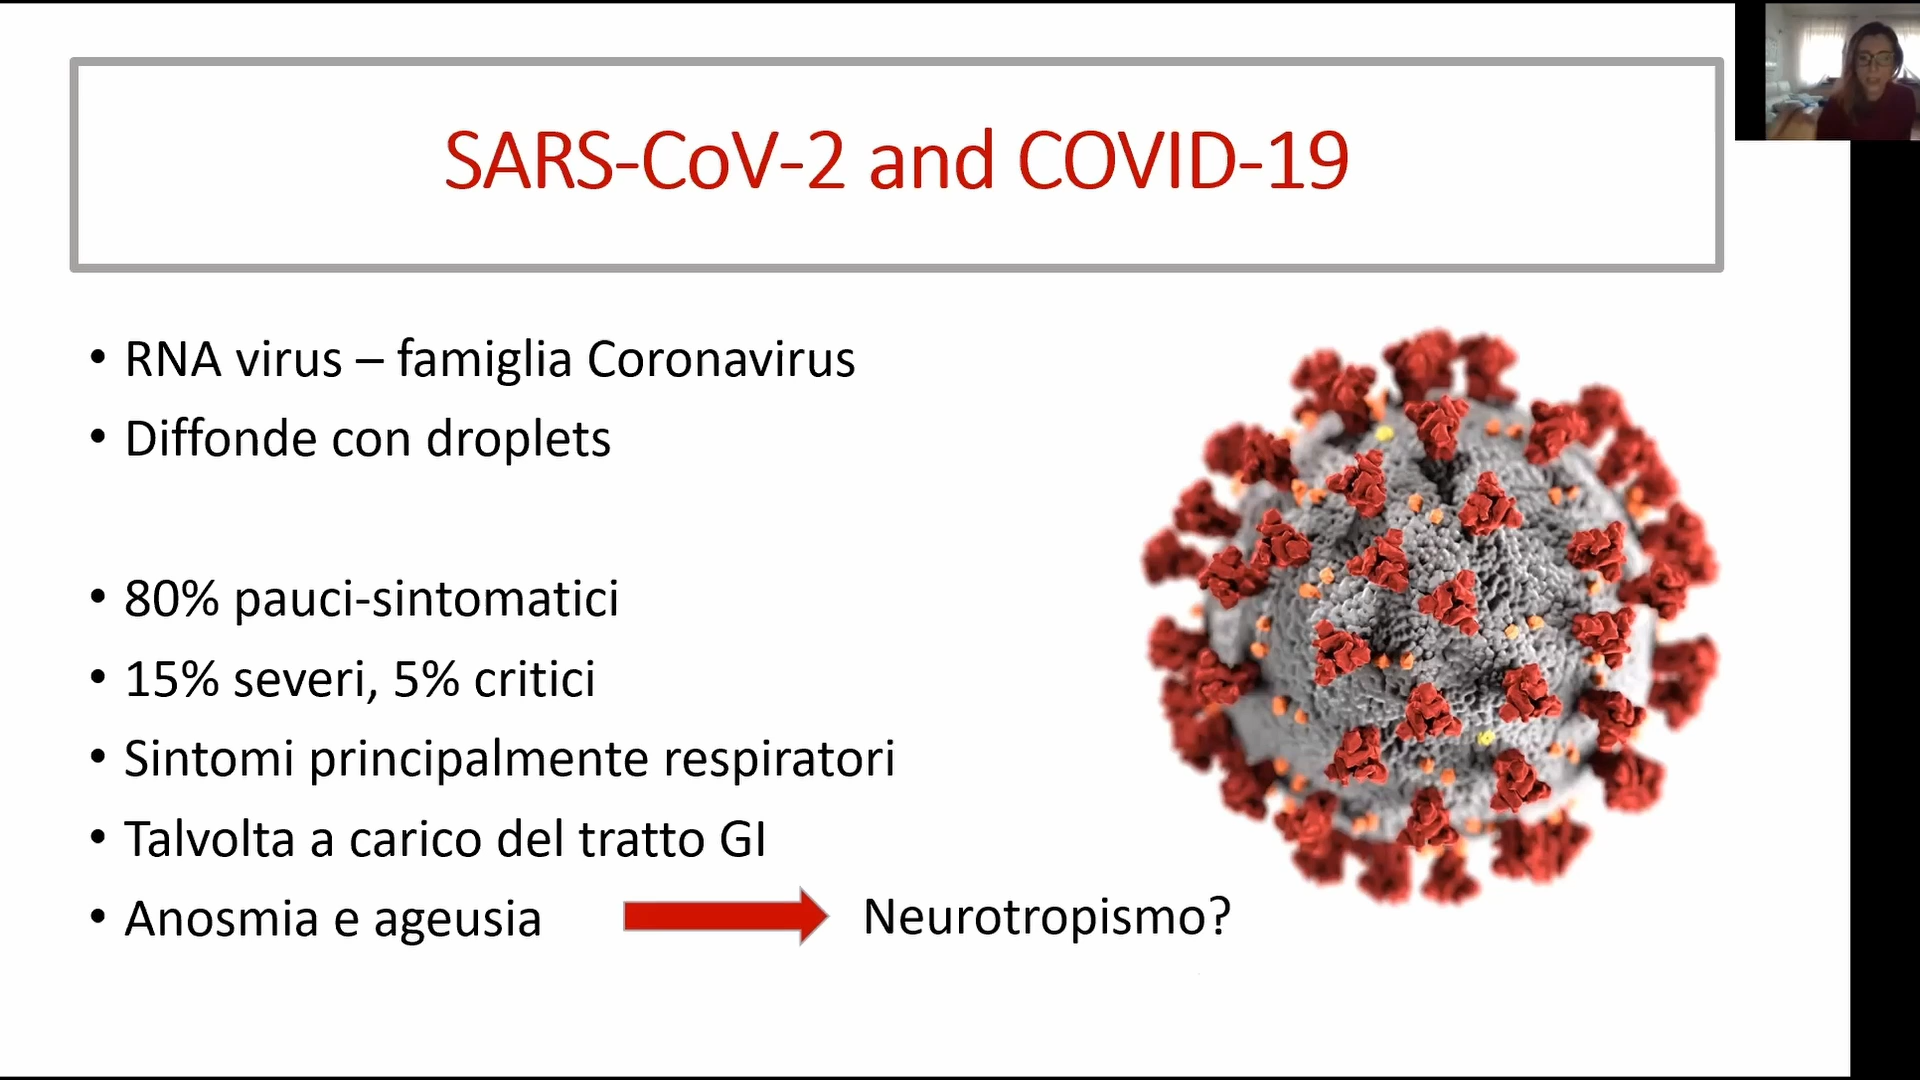 SARS-CoV-2 and COVID-19
• RNA virus – famiglia Coronavirus
• Diffonde con droplets
• 80% pauci-sintomatici
• 15% severi, 5% critici
• Sintomi principalmente respiratori
• Talvolta a carico del tratto GI
• Anosmia e ageusia
Neurotropismo?